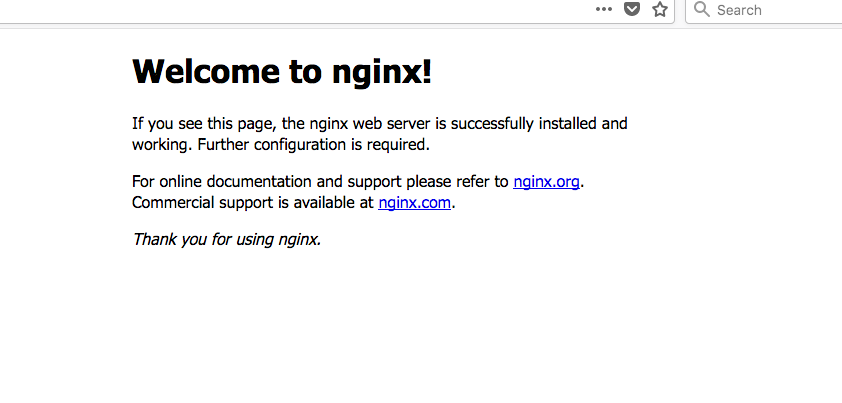 Search
Welcome to nginx!
If you see this page, the nginx web server is successfully installed and
working. Further configuration is required.
For online documentation and support please refer to nginx.org.
Commercial support is available at nginx.com.
Thank you for using nginx.